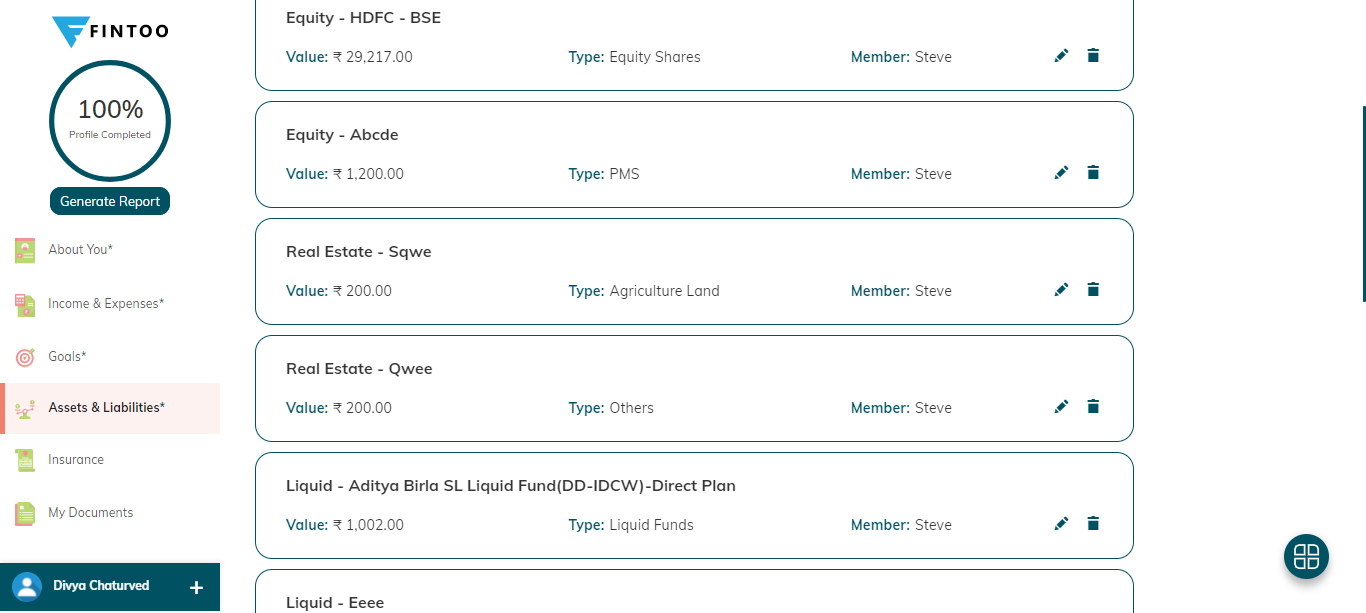 FINTOO
100%
Profile Completed
Generate Report
About You*
Income & Expenses*
Goals*
Assets & Liabilities*
Insurance
My Documents
Divya Chaturved
+
Equity - HDFC - BSE
Value: ₹ 29,217.00 Type: Equity Shares Member: Steve
Equity - Abcde
Value: ₹ 1,200.00 Type: PMS Member: Steve
Real Estate - Sqwe
Value: ₹ 200.00 Type: Agriculture Land Member: Steve
Real Estate - Qwee
Value: ₹ 200.00 Type: Others Member: Steve
Liquid - Aditya Birla SL Liquid Fund(DD-IDCW)-Direct Plan
Value: ₹ 1,002.00 Type: Liquid Funds Member: Steve
Liquid - Eeee